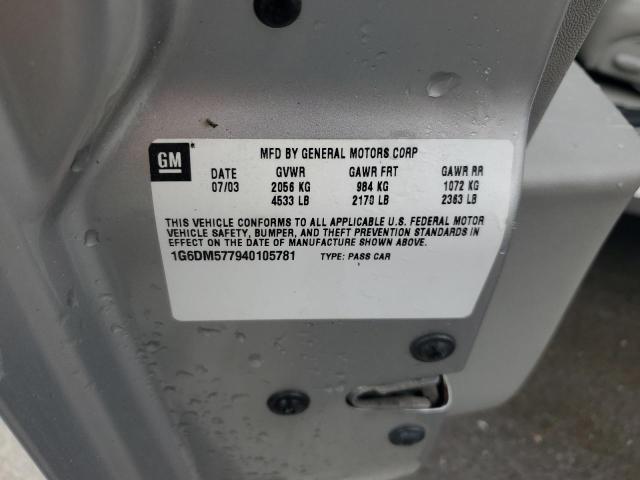 GM
MFD BY GENERAL MOTORS CORP
DATE GVWR GAWR FRT GAWR RR
07/03 2056 KG 984 KG 1072 KG
4533 LB 2170 LB 2363 LB
THIS VEHICLE CONFORMS TO ALL APPLICABLE U.S. FEDERAL MOTOR
VEHICLE SAFETY, BUMPER, AND THEFT PREVENTION STANDARDS IN
EFFECT ON THE DATE OF MANUFACTURE SHOWN ABOVE.
1G6DM577940105781 TYPE: PASS CAR